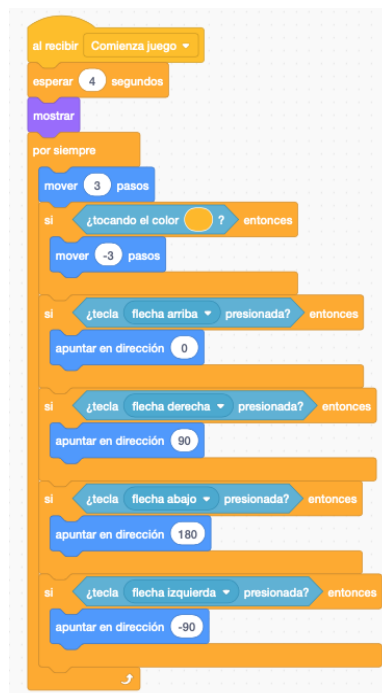 al recibir Comienza juego
esperar 4 segundos
mostrar
por siempre
mover 3 pasos
si ¿tocando el color ? entonces
mover -3 pasos
si ¿tecla flecha arriba presionada? entonces
apuntar en dirección 0
si ¿tecla flecha derecha presionada? entonces
apuntar en dirección 90
si ¿tecla flecha abajo presionada? entonces
apuntar en dirección 180
si ¿tecla flecha izquierda presionada? entonces
apuntar en dirección -90